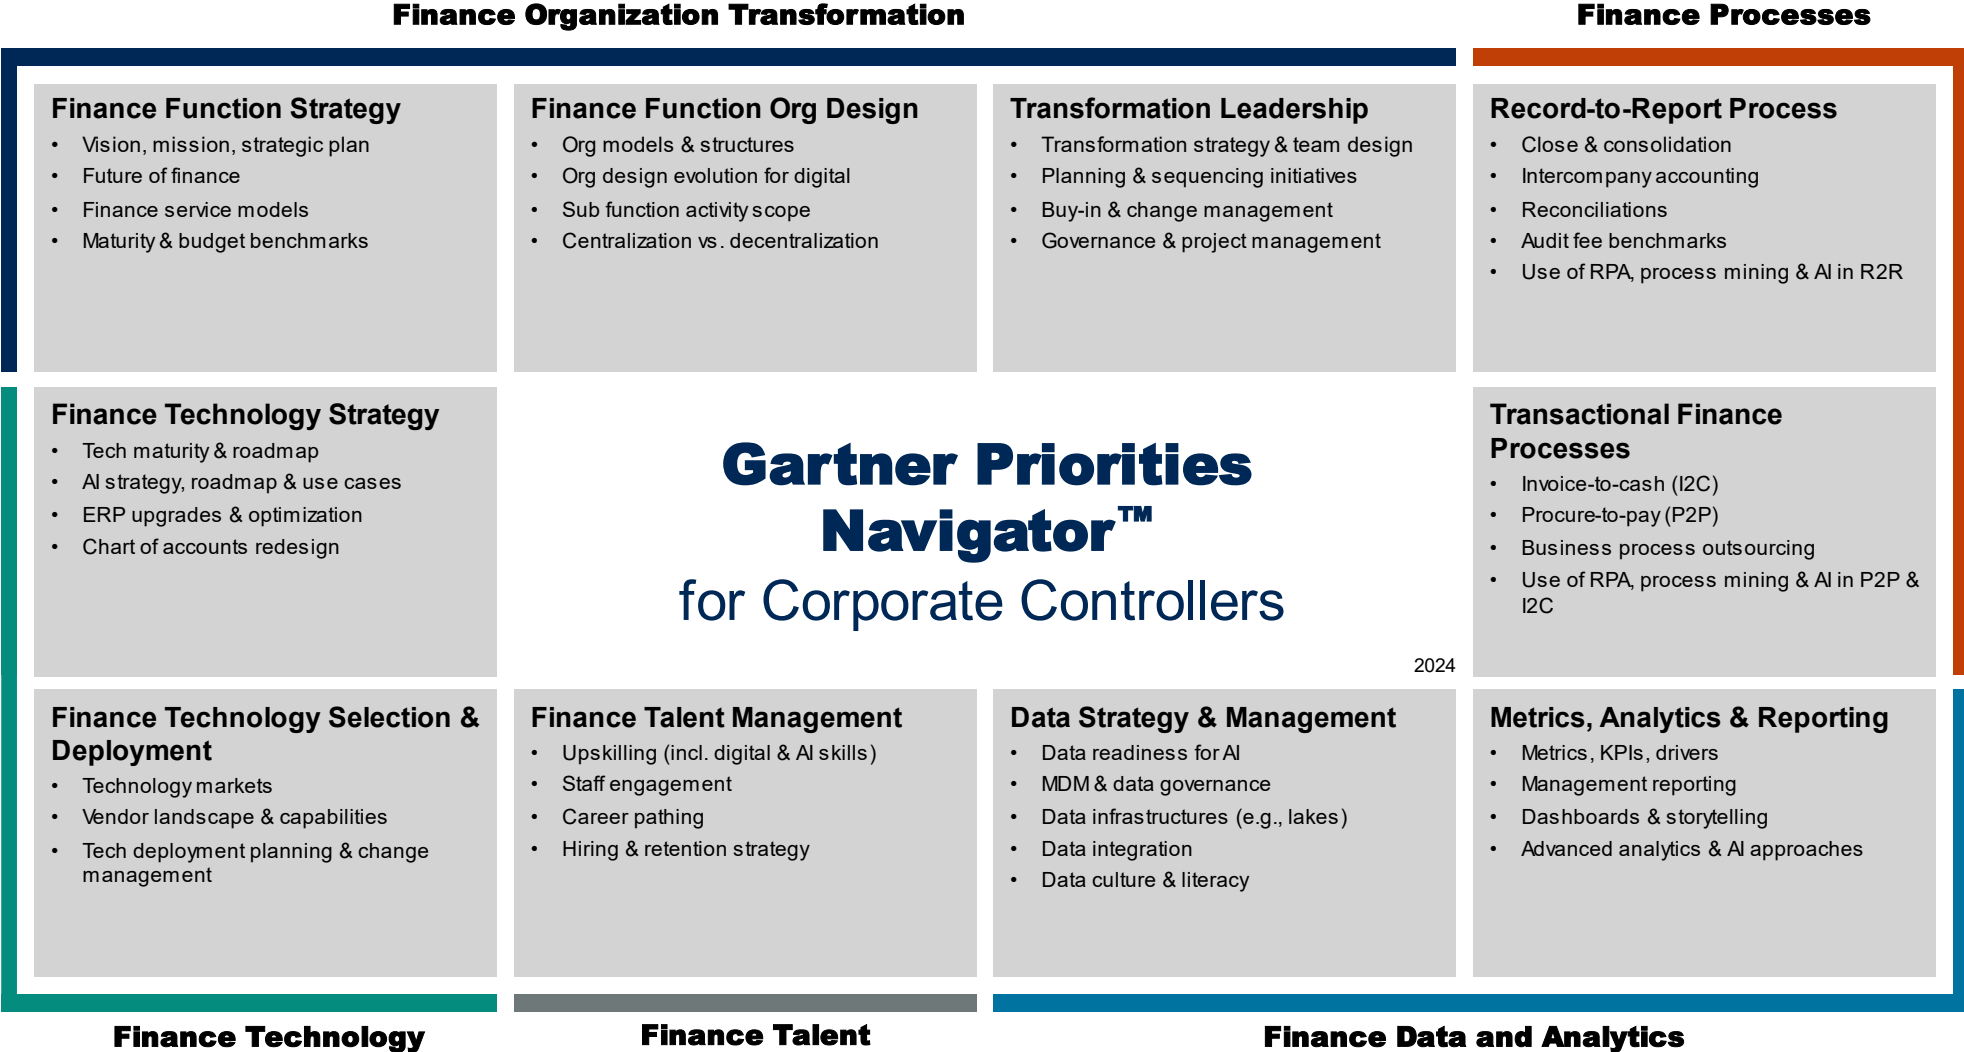 Finance Organization Transformation
Finance Processes
Finance Function Strategy
• Vision, mission, strategic plan
• Future of finance
• Finance service models
• Maturity & budget benchmarks
Finance Function Org Design
• Org models & structures
• Org design evolution for digital
• Sub function activity scope
• Centralization vs. decentralization
Transformation Leadership
• Transformation strategy & team design
• Planning & sequencing initiatives
• Buy-in & change management
• Governance & project management
Record-to-Report Process
• Close & consolidation
• Intercompany accounting
• Reconciliations
• Audit fee benchmarks
• Use of RPA, process mining & AI in R2R
Finance Technology Strategy
• Tech maturity & roadmap
• AI strategy, roadmap & use cases
• ERP upgrades & optimization
• Chart of accounts redesign
Gartner Priorities
Navigator™
for Corporate Controllers
2024
Transactional Finance
Processes
• Invoice-to-cash (I2C)
• Procure-to-pay (P2P)
• Business process outsourcing
• Use of RPA, process mining & AI in P2P &
I2C
Finance Technology Selection &
Deployment
• Technology markets
• Vendor landscape & capabilities
• Tech deployment planning & change
management
Finance Talent Management
• Upskilling (incl. digital & AI skills)
• Staff engagement
• Career pathing
• Hiring & retention strategy
Data Strategy & Management
• Data readiness for AI
• MDM & data governance
• Data infrastructures (e.g., lakes)
• Data integration
• Data culture & literacy
Metrics, Analytics & Reporting
• Metrics, KPIs, drivers
• Management reporting
• Dashboards & storytelling
• Advanced analytics & AI approaches
Finance Technology
Finance Talent
Finance Data and Analytics